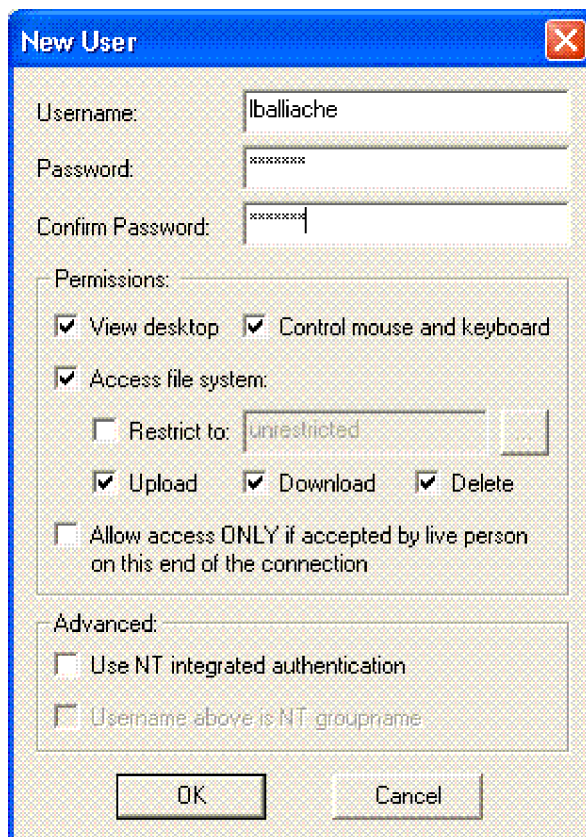 New User
Username: lballiache
Password: *******
Confirm Password: *******
Permissions:
View desktop Control mouse and keyboard
Access file system:
Restrict to: unrestricted ...
Upload Download Delete
Allow access ONLY if accepted by live person
on this end of the connection
Advanced:
Use NT integrated authentication
Username above is NT groupname
OK Cancel